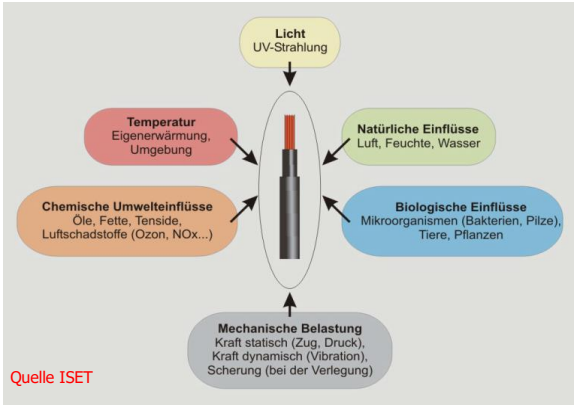 Licht
UV-Strahlung
Temperatur
Eigenerwärmung,
Umgebung
Natürliche Einflüsse
Luft, Feuchte, Wasser
Chemische Umwelteinflüsse
Öle, Fette, Tenside,
Luftschadstoffe (Ozon, NOx...)
Biologische Einflüsse
Mikroorganismen (Bakterien, Pilze),
Tiere, Pflanzen
Mechanische Belastung
Kraft statisch (Zug, Druck),
Kraft dynamisch (Vibration),
Scherung (bei der Verlegung)
Quelle ISET